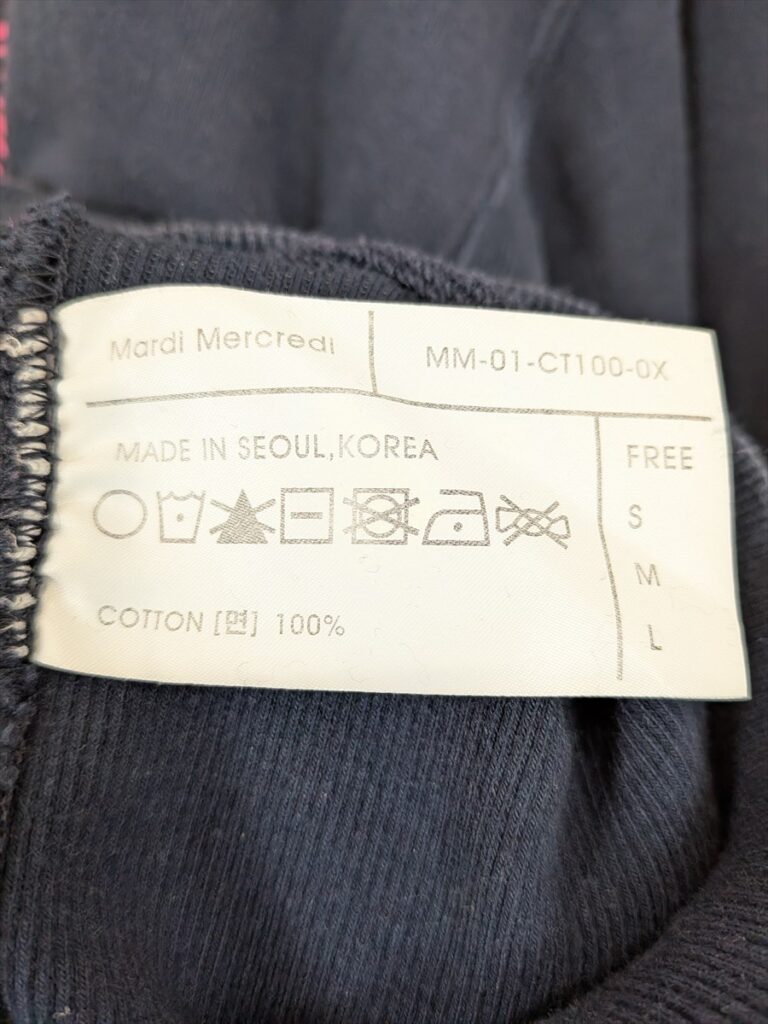 Mardi Mercredi
MM-01-CT100-0X
MADE IN SEOUL,KOREA
COTTON [면] 100%
FREE
S
M
L